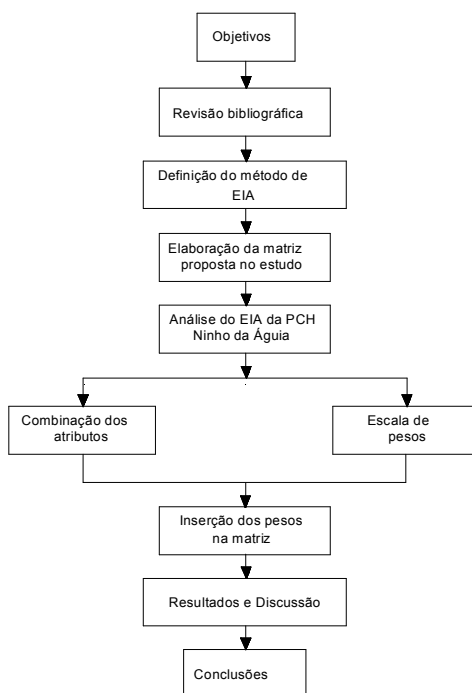 Objetivos
Revisão bibliográfica
Definição do método de
EIA
Elaboração da matriz
proposta no estudo
Análise do EIA da PCH
Ninho da Águia
Combinação dos
atributos
Escala de
pesos
Inserção dos pesos
na matriz
Resultados e Discussão
Conclusões